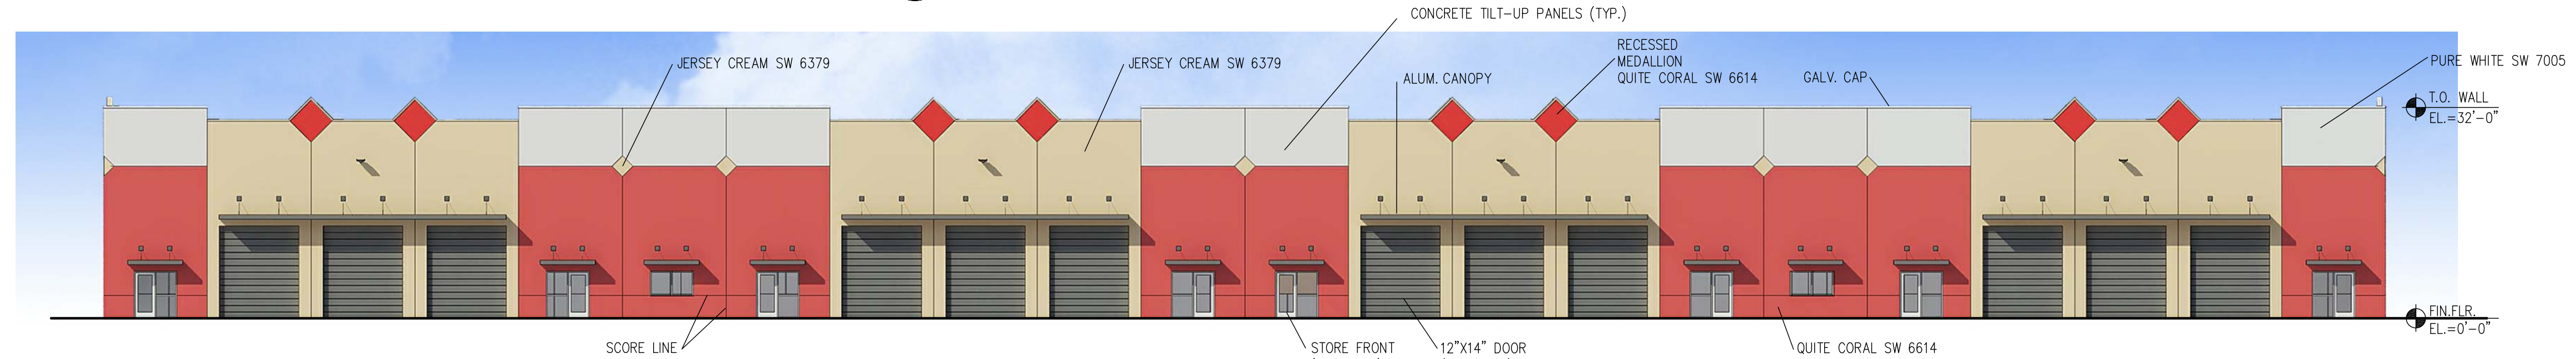 CONCRETE TILT-UP PANELS (TYP.)
JERSEY CREAM SW 6379
JERSEY CREAM SW 6379
ALUM. CANOPY
RECESSED
MEDALLION
QUITE CORAL SW 6614
GALV. CAP
PURE WHITE SW 7005
T.O. WALL
EL.=32'-0"
FIN.FLR.
EL.=0'-0"
SCORE LINE
STORE FRONT
12"X14" DOOR
QUITE CORAL SW 6614